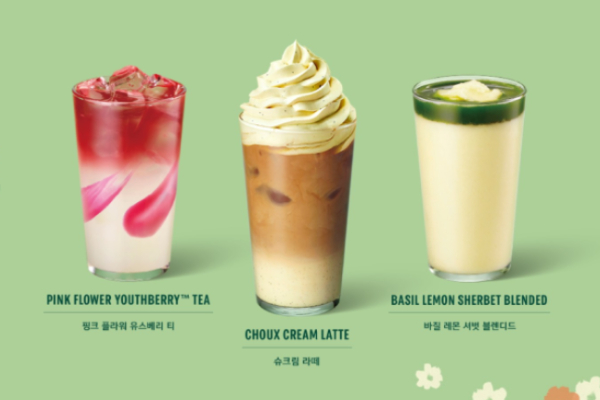 PINK FLOWER YOUTHBERRY™ TEA
핑크 플라워 유스베리 티
CHOUX CREAM LATTE
슈크림 라떼
BASIL LEMON SHERBET BLENDED
바질 레몬 셔벗 블렌디드